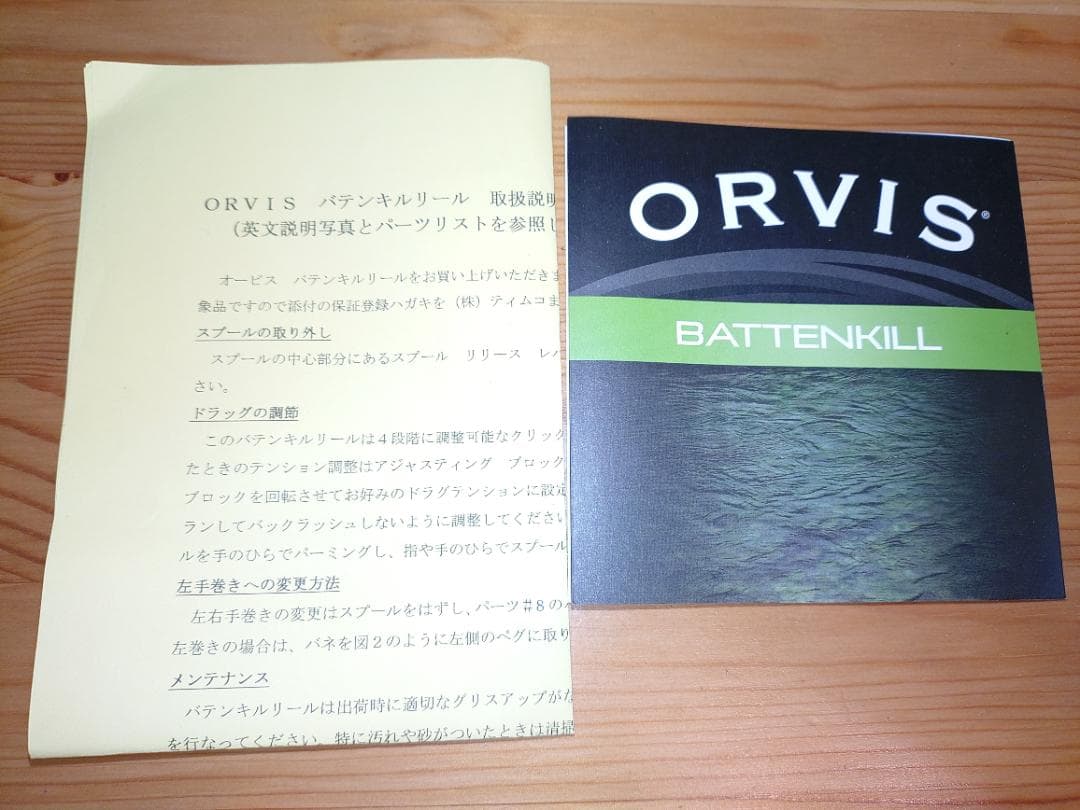 ORVIS バテンキルリール 取扱説明
(英文説明写真とパーツリストを参照し
オービス バテンキルリールをお買い上げいただきま
象品ですので添付の保証登録ハガキを(株)ティムコま
スプールの取り外し
スプールの中心部分にあるスプール リリース レバ
さい。
ドラッグの調節
このバテンキルリールは4段階に調整可能なクリック
たときのテンション調整はアジャスティング ブロック
ブロックを回転させてお好みのドラグテンションに設定
ランしてバックラッシュしないように調整してください
ルを手のひらでパーミングし、指や手のひらでスプール
左手巻きへの変更方法
左右手巻きの変更はスプールをはずし、パーツ#8の
左巻きの場合は、バネを図2のように左側のペグに取り
メンテナンス
バテンキルリールは出荷時に適切なグリスアップがな
を行なってください。特に汚れや砂がついたときは清掃
ORVIS®
BATTENKILL